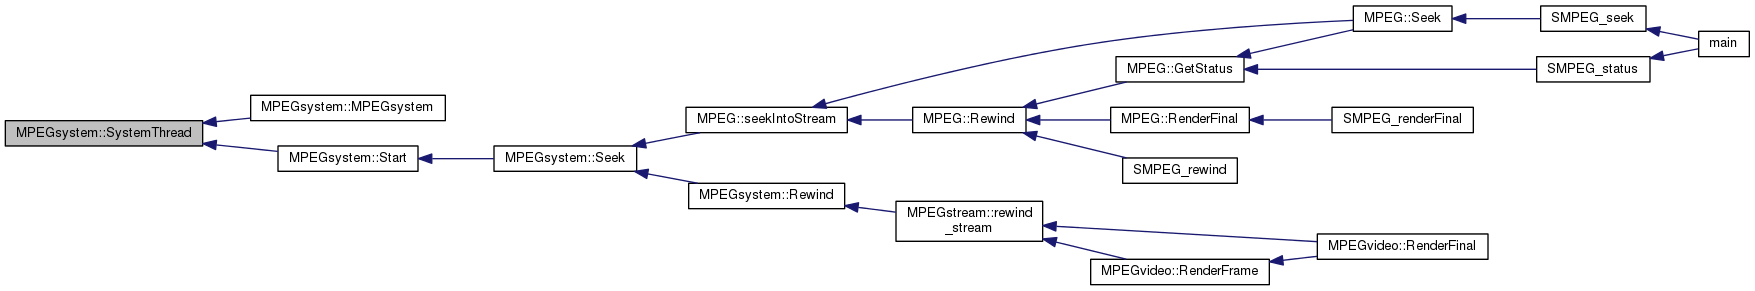 MPEG::Seek
SMPEG_seek
main
MPEG::GetStatus
SMPEG_status
MPEGsystem::MPEGsystem
MPEGsystem::SystemThread
MPEG::seekIntoStream
MPEG::Rewind
MPEG::RenderFinal
SMPEG_renderFinal
MPEGsystem::Start
MPEGsystem::Seek
SMPEG_rewind
MPEGsystem::Rewind
MPEGstream::rewind
_stream
MPEGvideo::RenderFinal
MPEGvideo::RenderFrame